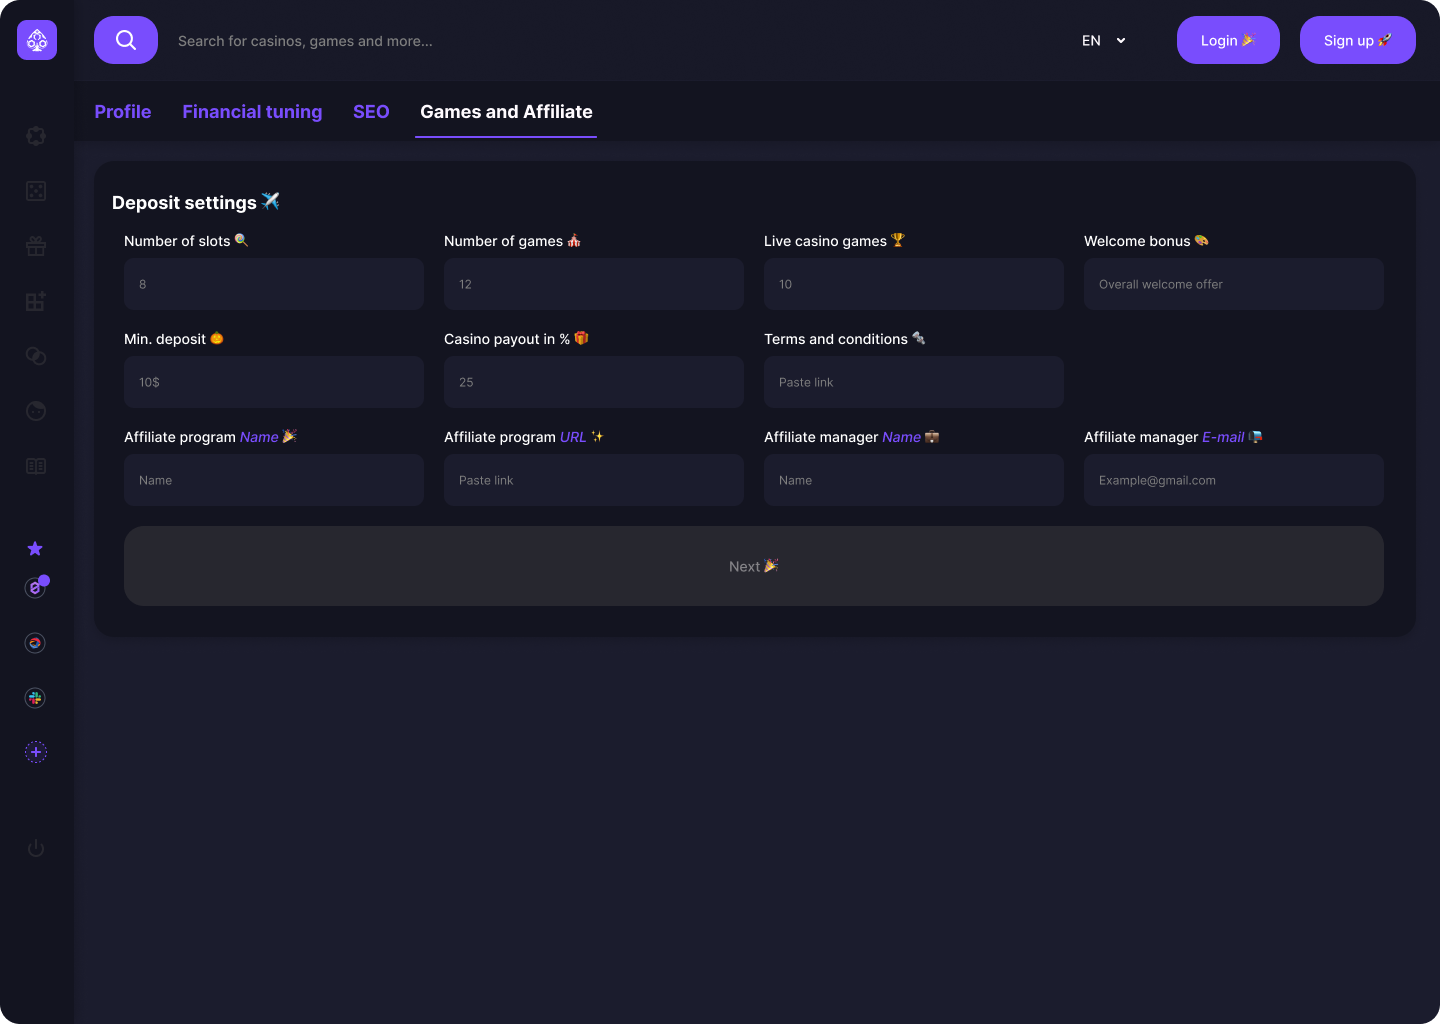 Search for casinos, games and more...
EN
Login 🎉
Sign up 🚀
Profile
Financial tuning
SEO
Games and Affiliate
Deposit settings ✈️
Number of slots 🍭
Number of games 🎪
Live casino games 🏆
Welcome bonus 🎨
8
12
10
Overall welcome offer
Min. deposit 🎃
Casino payout in % 🎁
Terms and conditions 🔩
10$
25
Paste link
Affiliate program Name 🎉
Affiliate program URL ✨
Affiliate manager Name 💼
Affiliate manager E-mail 📭
Name
Paste link
Name
Example@gmail.com
Next 🎉